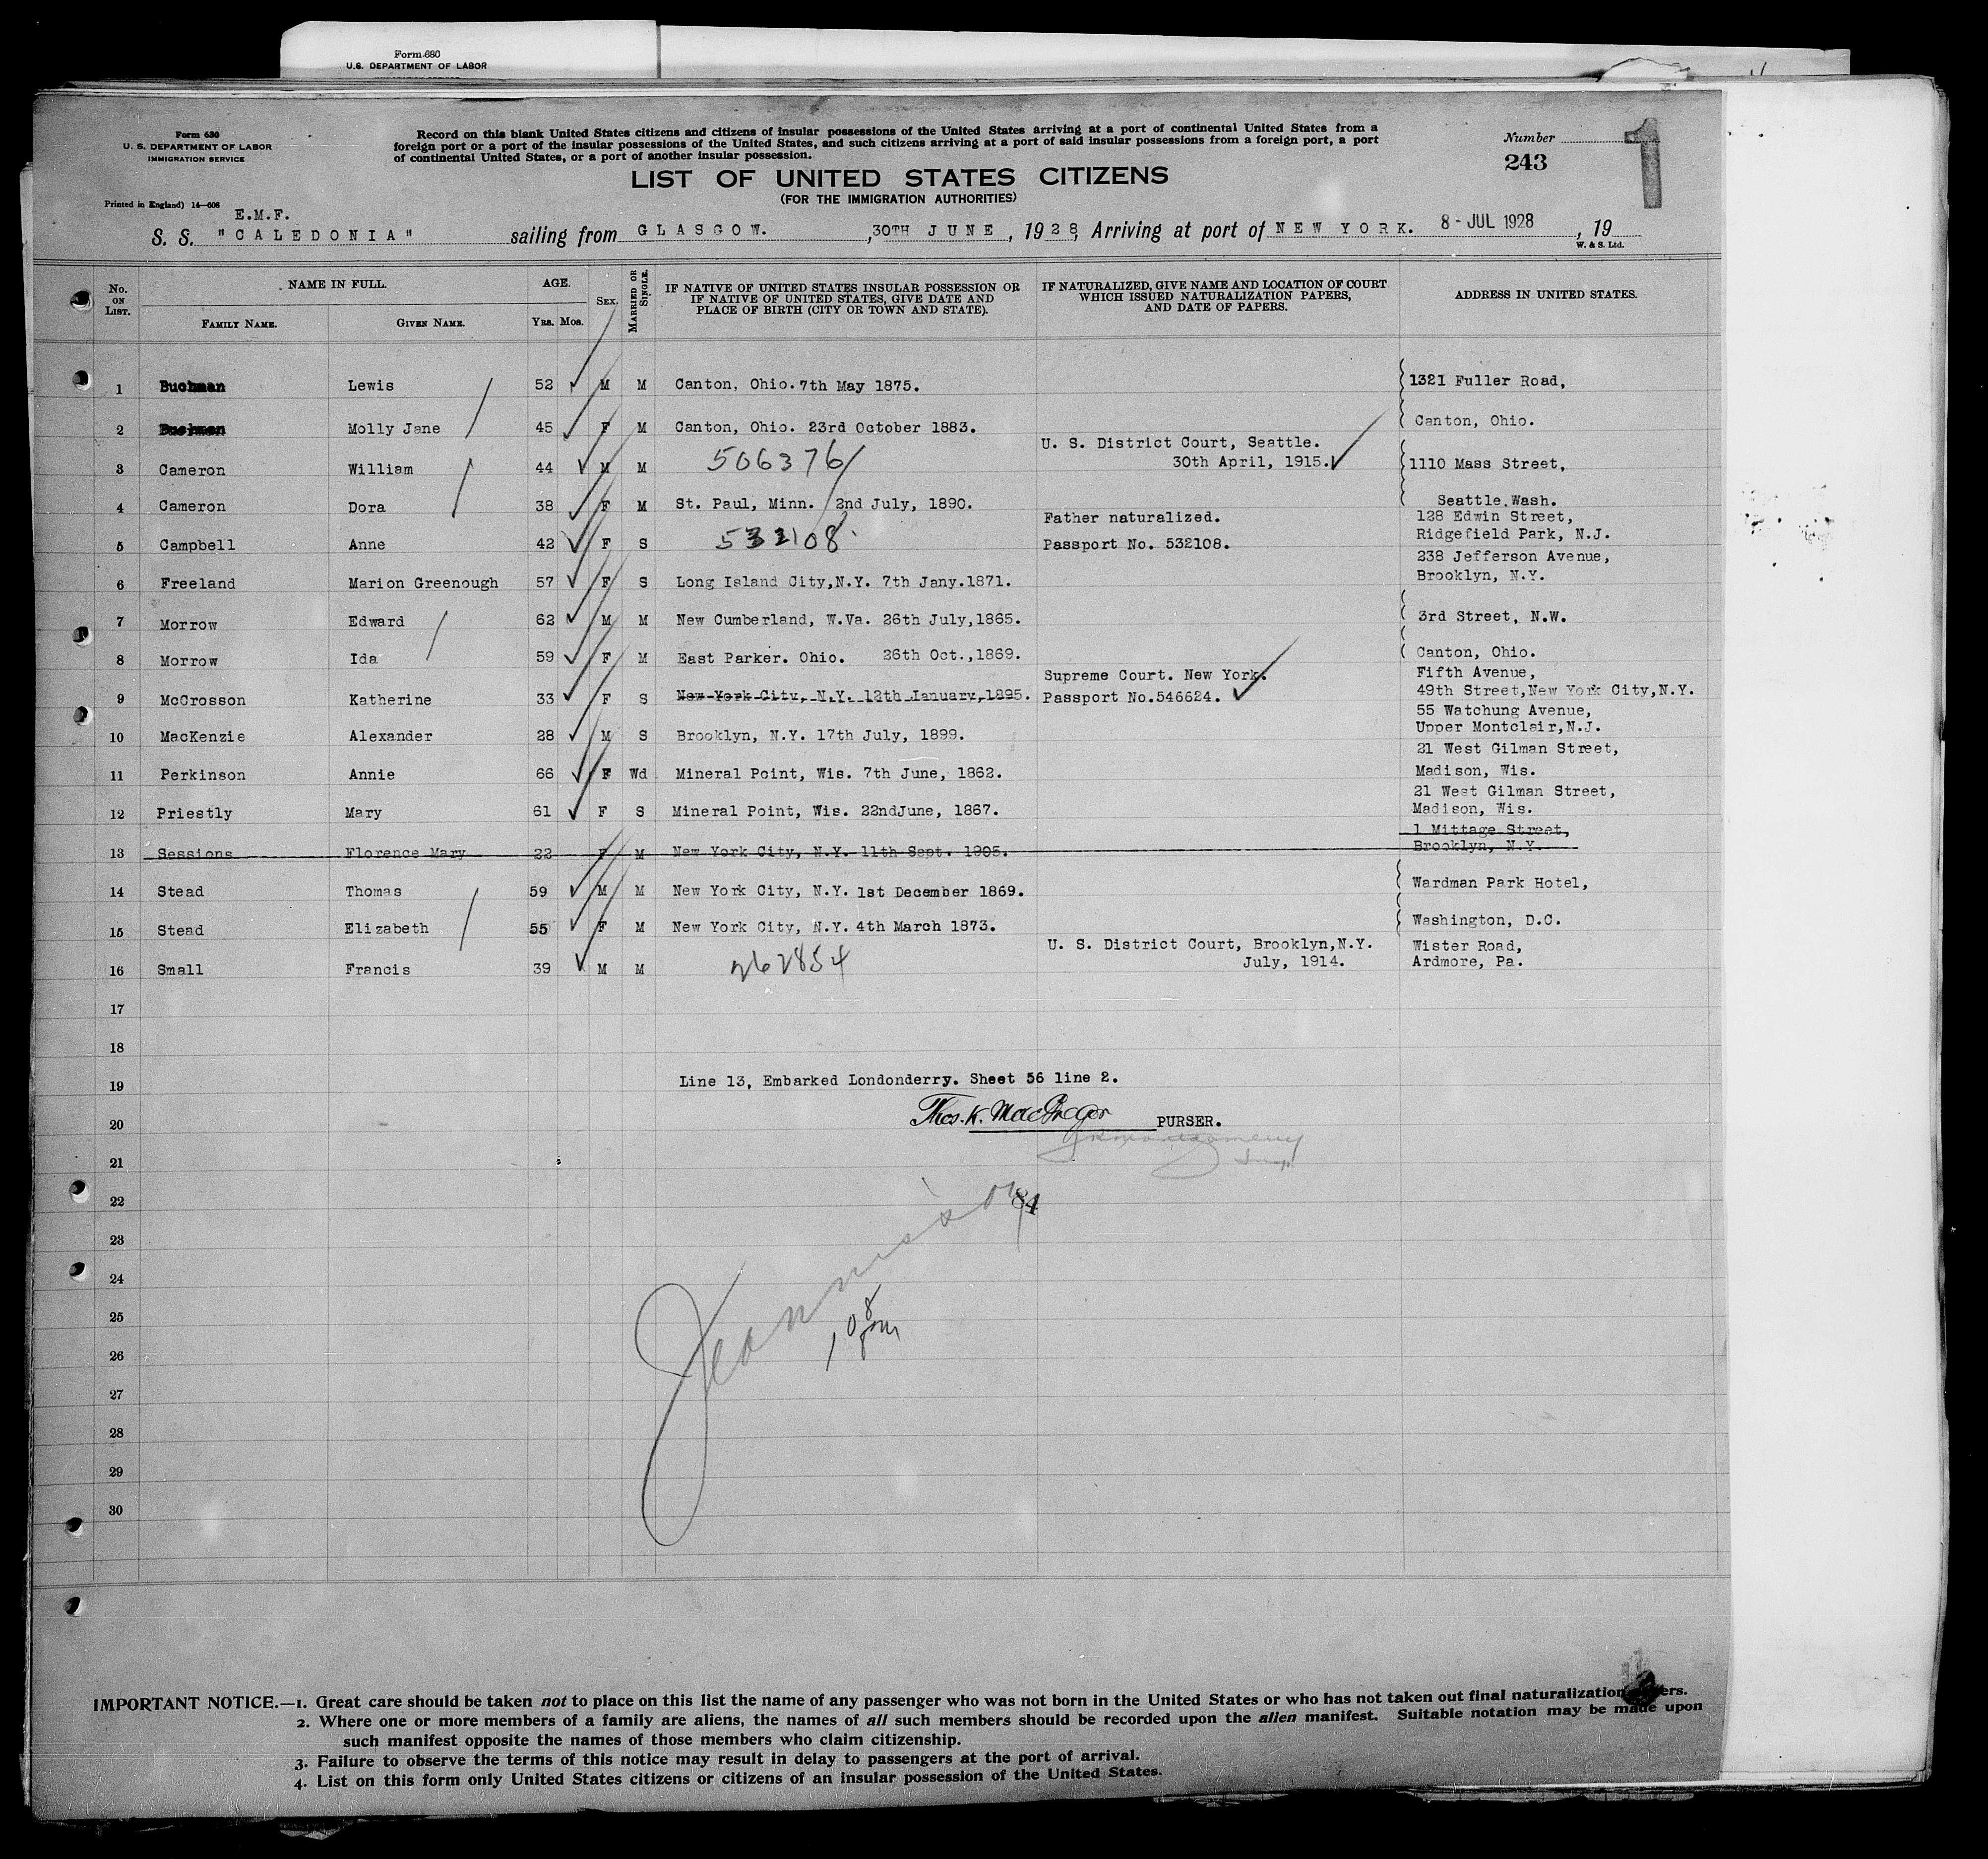 Form 680
U.S. DEPARTMENT OF LABOR
Form 630
U. S. DEPARTMENT OF LABOR
IMMIGRATION SERVICE
Record on this blank United States citizens and citizens of insular possessions of the United States arriving at a port of continental United States from a
foreign port or a port of the insular possessions of the United States, and such citizens arriving at a port of said insular possessions from a foreign port, a port
of continental United States, or a port of another insular possession.
Number
243
1
LIST OF UNITED STATES CITIZENS
(FOR THE IMMIGRATION AUTHORITIES)
Printed in England) 14—608
E.M.F.
S. S. "CALEDONIA" sailing from GLASGOW. , 30TH JUNE , 1928, Arriving at port of NEW YORK. 8 - JUL 1928 , 19
W. & S. Ltd.
No. ON LIST. NAME IN FULL. AGE. SEX. MARRIED OR SINGLE. IF NATIVE OF UNITED STATES INSULAR POSSESSION OR IF NATIVE OF UNITED STATES, GIVE DATE AND PLACE OF BIRTH (CITY OR TOWN AND STATE). IF NATURALIZED, GIVE NAME AND LOCATION OF COURT WHICH ISSUED NATURALIZATION PAPERS, AND DATE OF PAPERS. ADDRESS IN UNITED STATES.
FAMILY NAME. GIVEN NAME. YRS. MOS.
1 Buchman Lewis 52 M M Canton, Ohio. 7th May 1875. 1321 Fuller Road,
2 Buchman Molly Jane 45 F M Canton, Ohio. 23rd October 1883. Canton, Ohio.
U. S. District Court, Seattle.
3 Cameron William 44 M M 506376 30th April, 1915. 1110 Mass Street,
4 Cameron Dora 38 F M St. Paul, Minn. 2nd July, 1890. Seattle, Wash.
Father naturalized. 128 Edwin Street,
5 Campbell Anne 42 F S 532108 Passport No. 532108. Ridgefield Park, N.J.
238 Jefferson Avenue,
6 Freeland Marion Greenough 57 F S Long Island City, N.Y. 7th Jany. 1871. Brooklyn, N.Y.
7 Morrow Edward 62 M M New Cumberland, W.Va. 26th July, 1865. 3rd Street, N.W.
8 Morrow Ida 59 F M East Parker. Ohio. 26th Oct., 1869. Canton, Ohio.
Supreme Court. New York. Fifth Avenue,
9 McCrosson Katherine 33 F S New York City, N.Y. 12th January, 1895. Passport No. 546624. 49th Street, New York City, N.Y.
55 Watchung Avenue,
10 MacKenzie Alexander 28 M S Brooklyn, N.Y. 17th July, 1899. Upper Montclair, N.J.
21 West Gilman Street,
11 Perkinson Annie 66 F Wd Mineral Point, Wis. 7th June, 1862. Madison, Wis.
21 West Gilman Street,
12 Priestly Mary 61 F S Mineral Point, Wis. 22nd June, 1867. Madison, Wis.
1 Mittage Street,
13 Sessions Florence Mary 22 F M New York City, N.Y. 11th Sept. 1905. Brooklyn, N.Y.
14 Stead Thomas 59 M M New York City, N.Y. 1st December 1869. Wardman Park Hotel,
15 Stead Elizabeth 55 F M New York City, N.Y. 4th March 1873. Washington, D.C.
U. S. District Court, Brooklyn, N.Y. Wister Road,
16 Small Francis 39 M M 262854 July, 1914. Ardmore, Pa.
17
18
19 Line 13, Embarked Londonderry. Sheet 56 line 2.
20 Thos. K. MacGregor PURSER.
21
22 84
23
24
25
26
27
28
29
30
IMPORTANT NOTICE.—1. Great care should be taken not to place on this list the name of any passenger who was not born in the United States or who has not taken out final naturalization
2. Where one or more members of a family are aliens, the names of all such members should be recorded upon the alien manifest. Suitable notation may be made upon
such manifest opposite the names of those members who claim citizenship.
3. Failure to observe the terms of this notice may result in delay to passengers at the port of arrival.
4. List on this form only United States citizens or citizens of an insular possession of the United States.